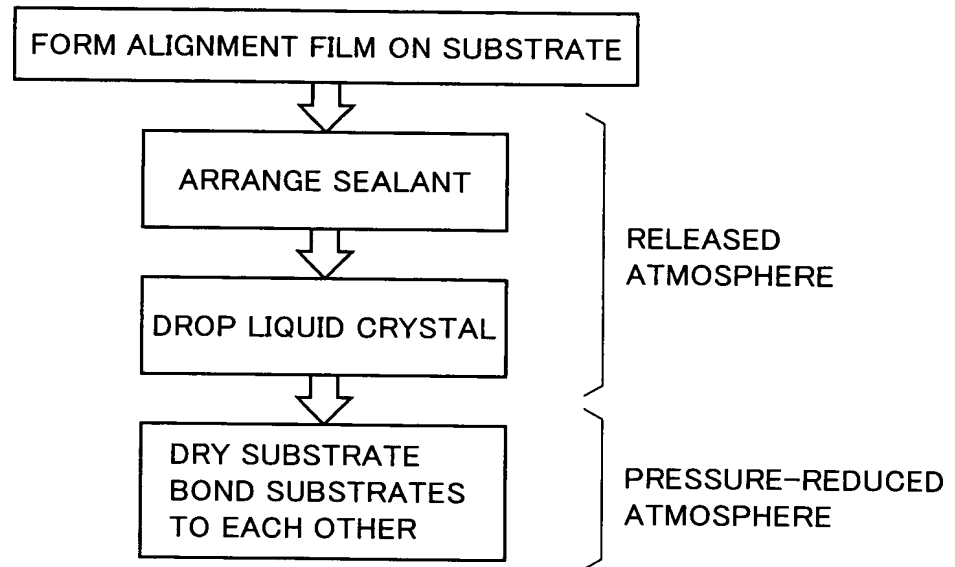 FORM ALIGNMENT FILM ON SUBSTRATE
ARRANGE SEALANT
DROP LIQUID CRYSTAL
RELEASED
ATMOSPHERE
DRY SUBSTRATE
BOND SUBSTRATES
TO EACH OTHER
PRESSURE-REDUCED
ATMOSPHERE